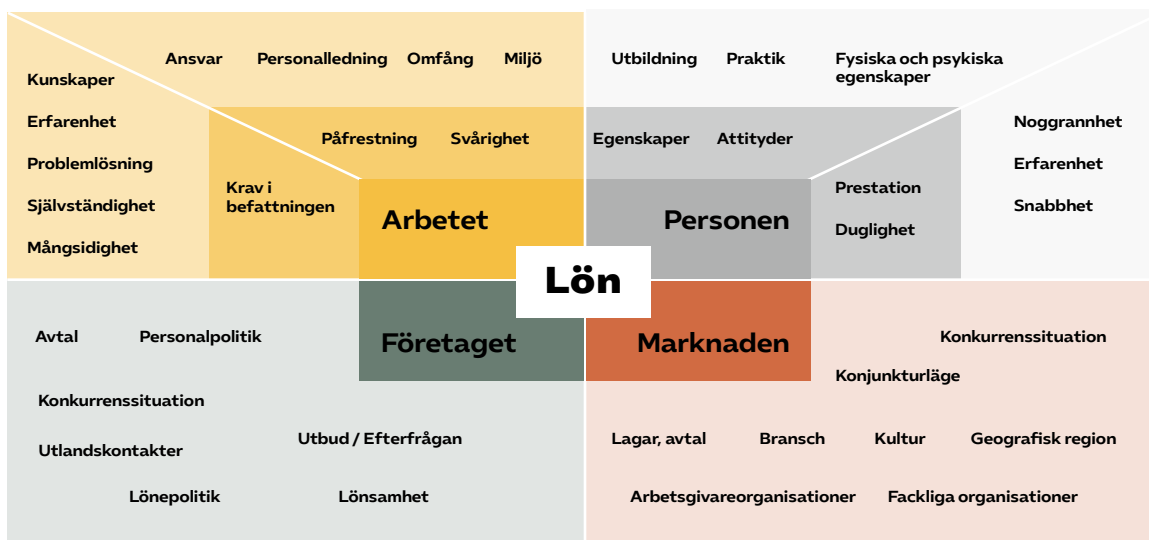 Ansvar Personalledning Omfång Miljö
Kunskaper
Erfarenhet
Problemlösning
Självständighet
Mångsidighet
Påfrestning Svårighet
Krav i
befattningen
Arbetet
Utbildning Praktik Fysiska och psykiska
egenskaper
Egenskaper Attityder
Noggrannhet
Erfarenhet
Snabbhet
Prestation
Duglighet
Personen
Lön
Företaget
Avtal Personalpolitik
Konkurrenssituation
Utlandskontakter
Utbud / Efterfrågan
Lönepolitik Lönsamhet
Marknaden
Konkurrenssituation
Konjunkturläge
Lagar, avtal Bransch Kultur Geografisk region
Arbetsgivareorganisationer Fackliga organisationer